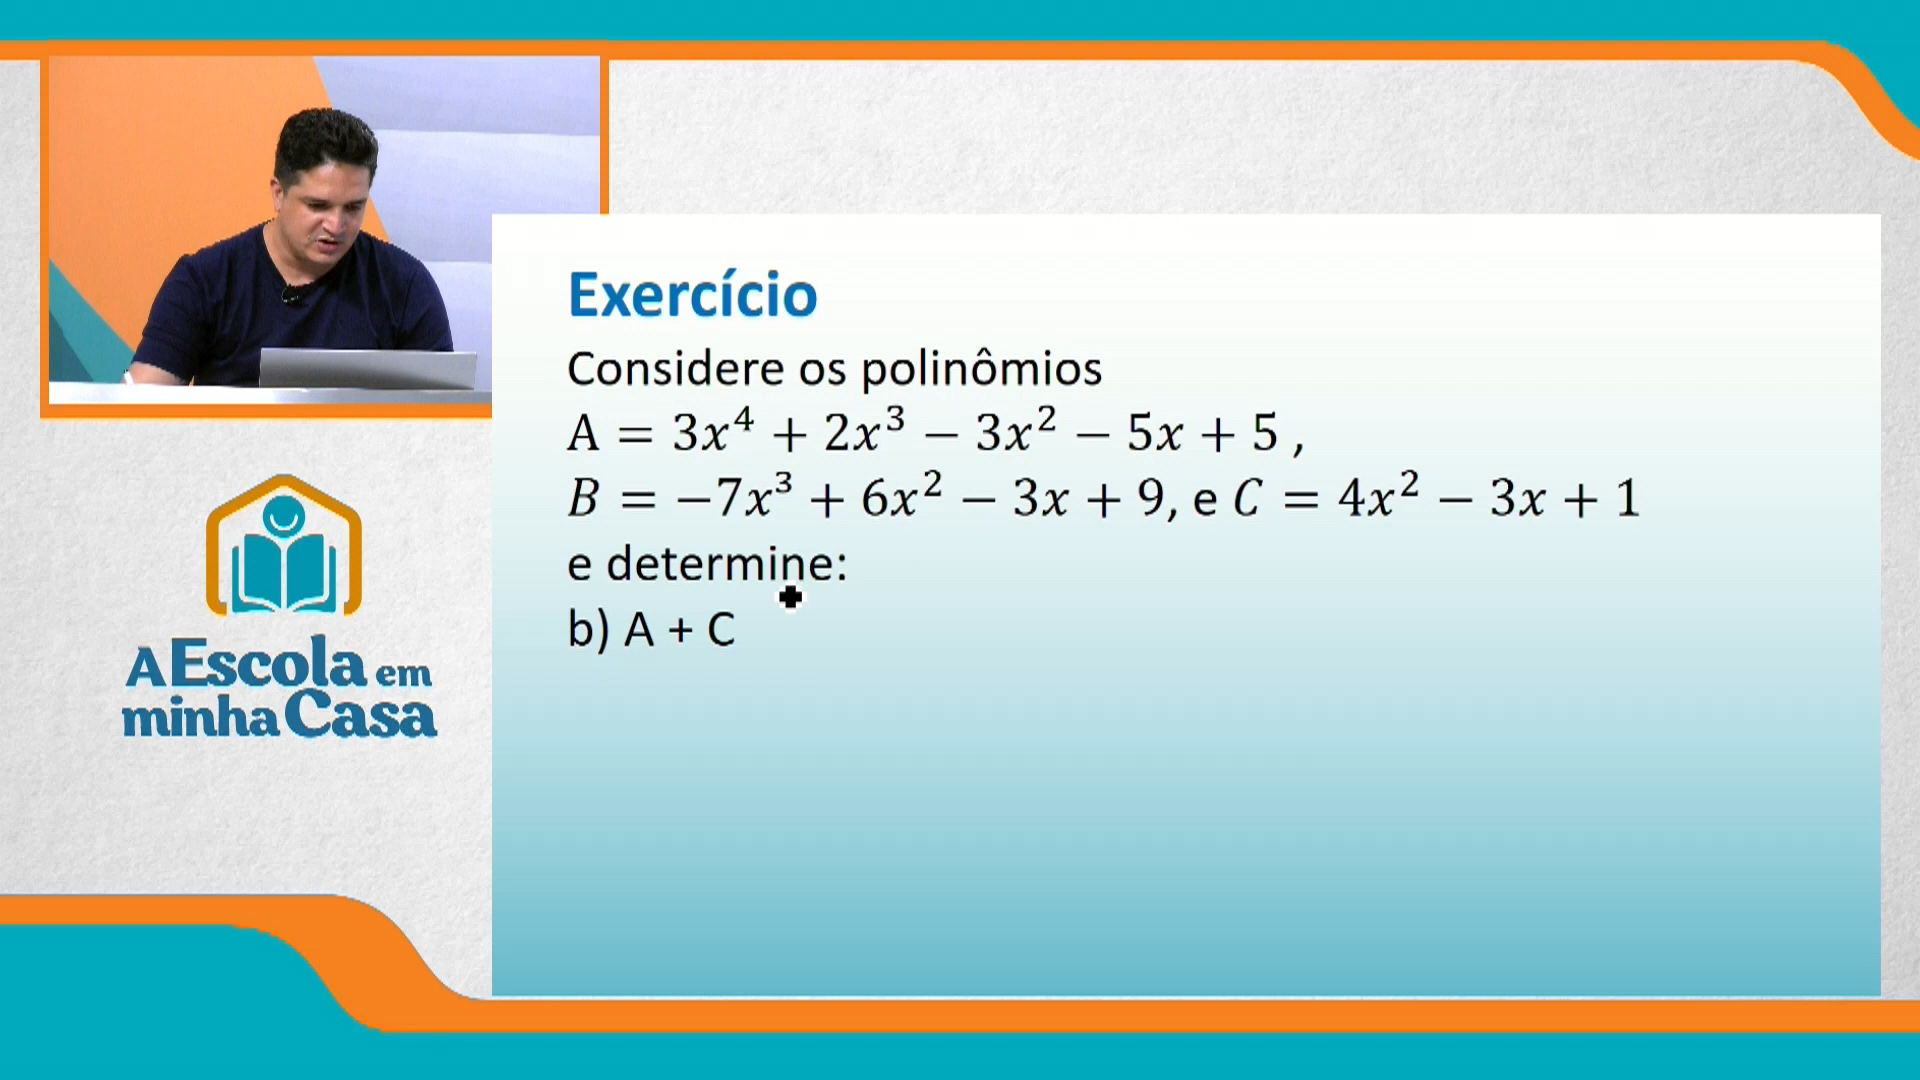 Exercício
Considere os polinômios
A = 3x⁴ + 2x³ − 3x² − 5x + 5 ,
B = −7x³ + 6x² − 3x + 9, e C = 4x² − 3x + 1
e determine:
b) A + C
A Escola em
minha Casa